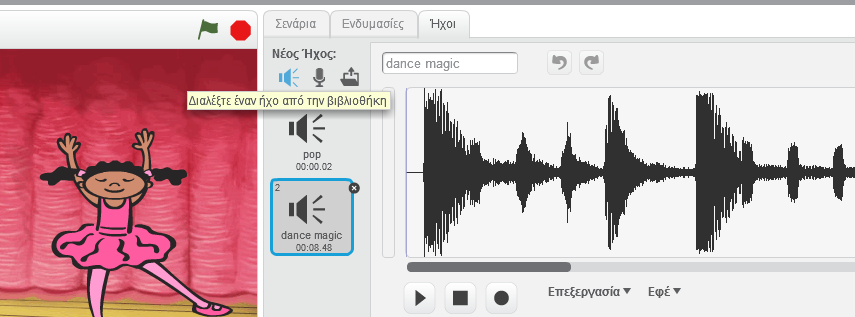 Σενάρια Ενδυμασίες Ήχοι
Νέος Ήχος:
dance magic
Διαλέξτε έναν ήχο από την βιβλιοθήκη
pop
00:00.02
2
dance magic
00:08.48
Επεξεργασία Εφέ